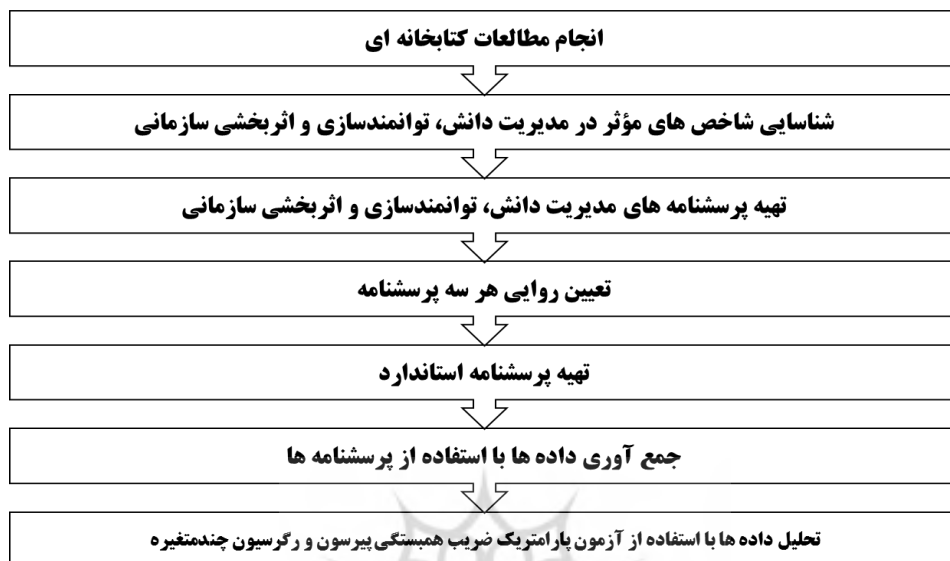 انجام مطالعات کتابخانه ای
شناسایی شاخص های مؤثر در مدیریت دانش، توانمندسازی و اثربخشی سازمانی
تهیه پرسشنامه های مدیریت دانش، توانمندسازی و اثربخشی سازمانی
تعیین روایی هر سه پرسشنامه
تهیه پرسشنامه استاندارد
جمع آوری داده ها با استفاده از پرسشنامه ها
تحلیل داده ها با استفاده از آزمون پارامتریک ضریب همبستگی پیرسون و رگرسیون چندمتغیره